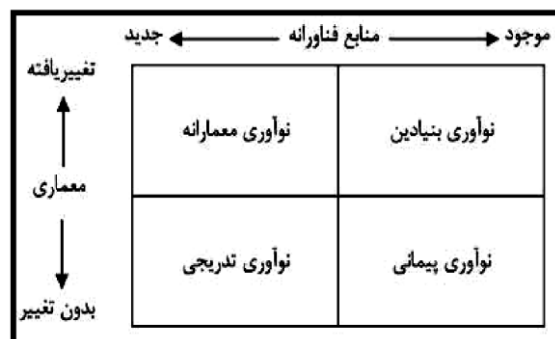 موجود منابع فناورانه جدید
تغییریافته
نوآوری بنیادین نوآوری معمارانه
معماری
نوآوری پیمانی نوآوری تدریجی
بدون تغییر